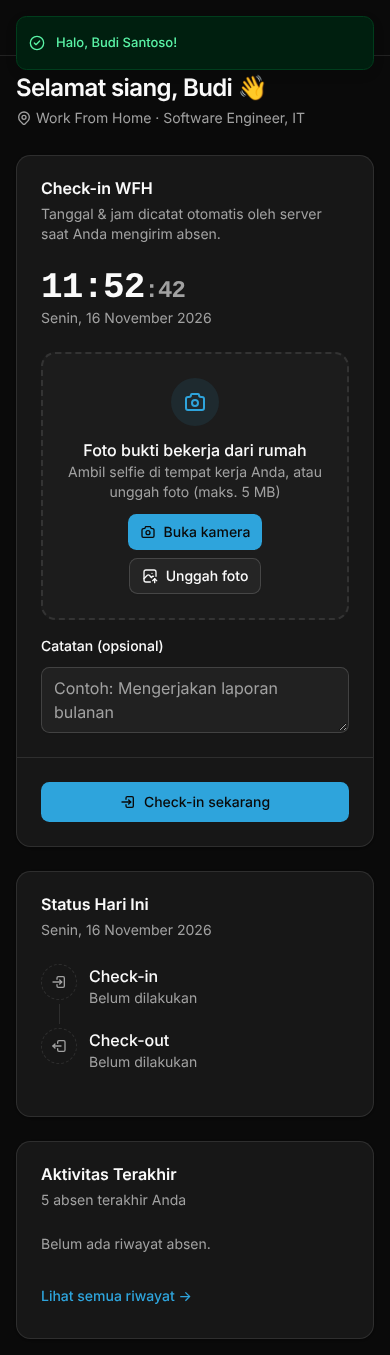 Halo, Budi Santoso!
Selamat siang, Budi 👋
Work From Home · Software Engineer, IT
Check-in WFH
Tanggal & jam dicatat otomatis oleh server
saat Anda mengirim absen.
11:52:42
Senin, 16 November 2026
Foto bukti bekerja dari rumah
Ambil selfie di tempat kerja Anda, atau
unggah foto (maks. 5 MB)
Buka kamera
Unggah foto
Catatan (opsional)
Contoh: Mengerjakan laporan
bulanan
Check-in sekarang
Status Hari Ini
Senin, 16 November 2026
Check-in
Belum dilakukan
Check-out
Belum dilakukan
Aktivitas Terakhir
5 absen terakhir Anda
Belum ada riwayat absen.
Lihat semua riwayat →